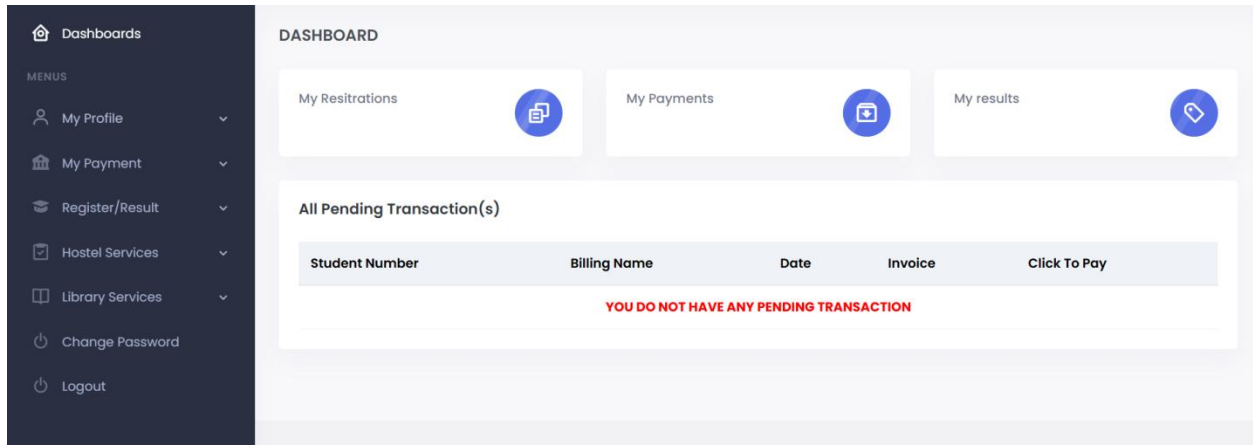 Dashboards
MENUS
My Profile
My Payment
Register/Result
Hostel Services
Library Services
Change Password
Logout
DASHBOARD
My Resitrations
My Payments
My results
All Pending Transaction(s)
Student Number Billing Name Date Invoice Click To Pay
YOU DO NOT HAVE ANY PENDING TRANSACTION